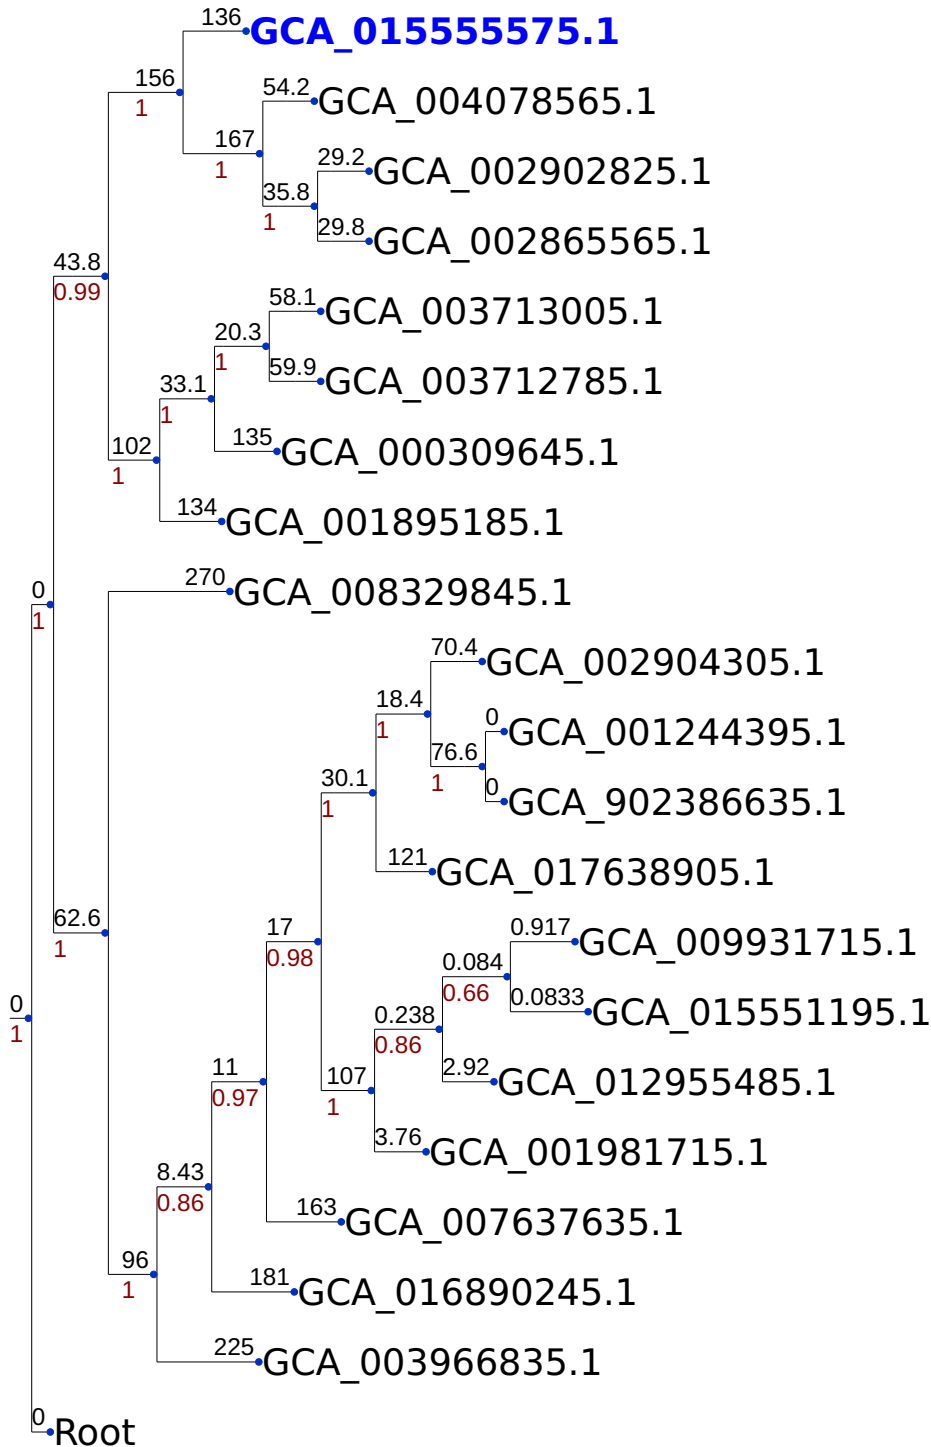 136
GCA_015555575.1
156
1
54.2
GCA_004078565.1
167
1
29.2
GCA_002902825.1
35.8
1
29.8
GCA_002865565.1
43.8
0.99
58.1
GCA_003713005.1
20.3
1
59.9
GCA_003712785.1
33.1
1
135
GCA_000309645.1
102
1
134
GCA_001895185.1
0
1
270
GCA_008329845.1
70.4
GCA_002904305.1
18.4
1
0
GCA_001244395.1
76.6
1
0
GCA_902386635.1
30.1
1
121
GCA_017638905.1
62.6
1
17
0.98
0.917
GCA_009931715.1
0.084
0.66
0.0833
GCA_015551195.1
0
1
0.238
0.86
2.92
GCA_012955485.1
107
1
3.76
GCA_001981715.1
11
0.97
163
GCA_007637635.1
8.43
0.86
181
GCA_016890245.1
96
1
225
GCA_003966835.1
0
Root